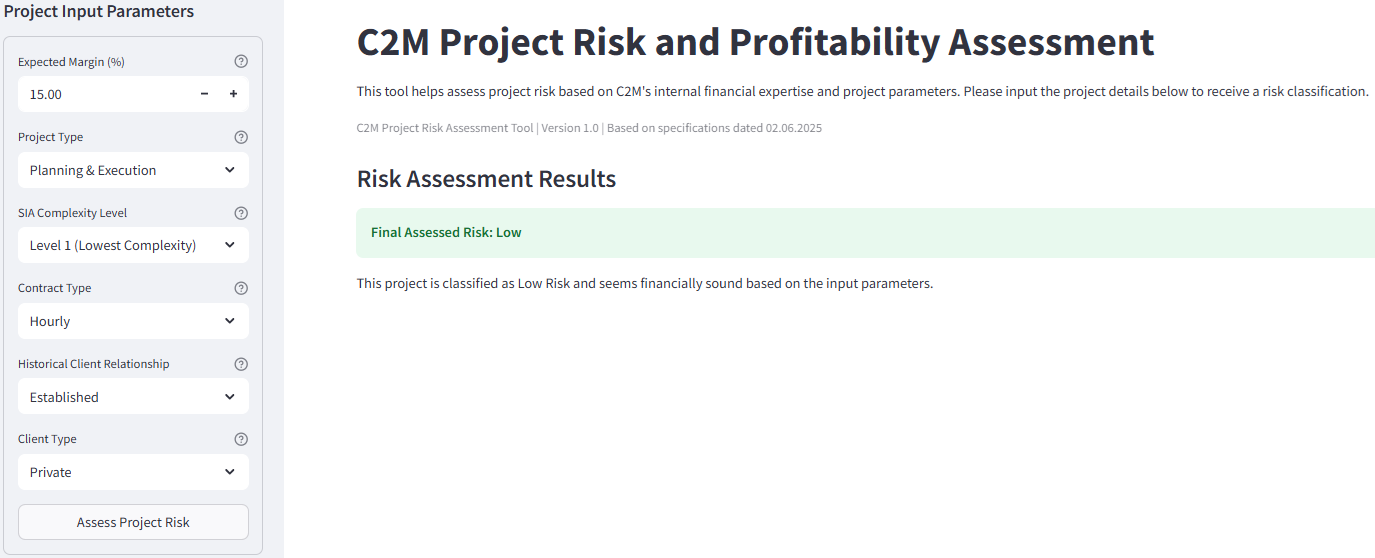 Project Input Parameters
Expected Margin (%)
15.00
Project Type
Planning & Execution
SIA Complexity Level
Level 1 (Lowest Complexity)
Contract Type
Hourly
Historical Client Relationship
Established
Client Type
Private
Assess Project Risk
C2M Project Risk and Profitability Assessment
This tool helps assess project risk based on C2M's internal financial expertise and project parameters. Please input the project details below to receive a risk classification.
C2M Project Risk Assessment Tool | Version 1.0 | Based on specifications dated 02.06.2025
Risk Assessment Results
Final Assessed Risk: Low
This project is classified as Low Risk and seems financially sound based on the input parameters.